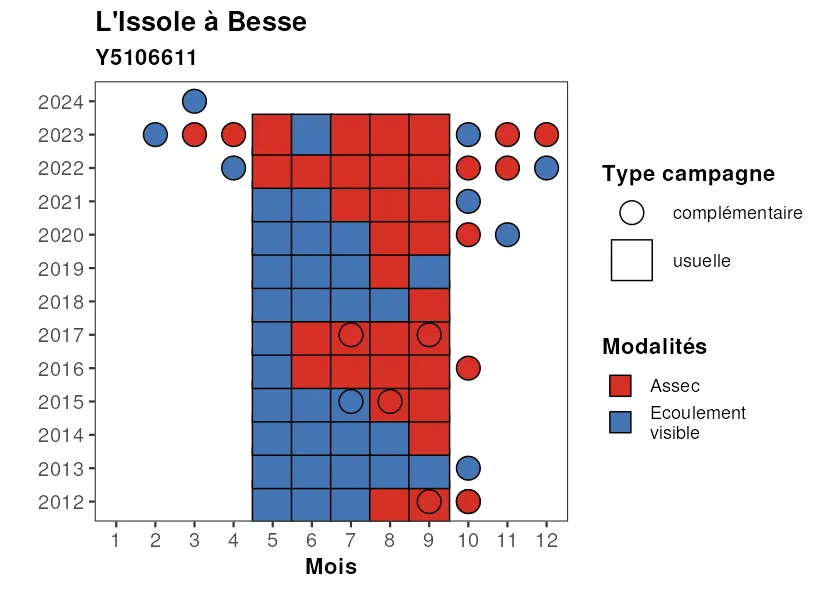 L'Issole à Besse
Y5106611
2024
2023
2022
2021
2020
2019
2018
2017
2016
2015
2014
2013
2012
1 2 3 4 5 6 7 8 9 10 11 12
Mois
Type campagne
complémentaire
usuelle
Modalités
Assec
Ecoulement
visible